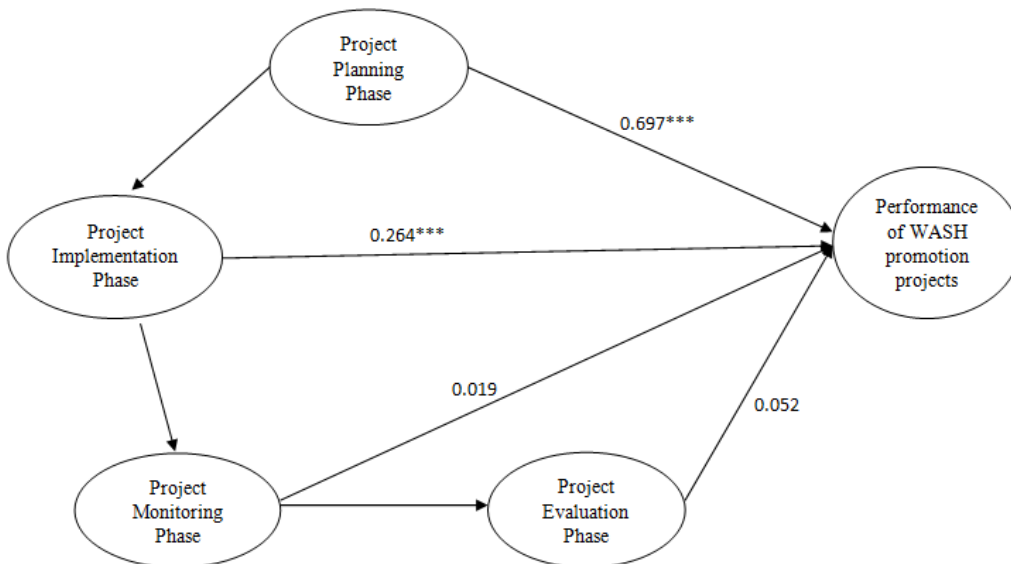 Project
Planning
Phase
0.697***
Performance
of WASH
promotion
projects
Project
Implementation
Phase
0.264***
0.019
0.052
Project
Monitoring
Phase
Project
Evaluation
Phase